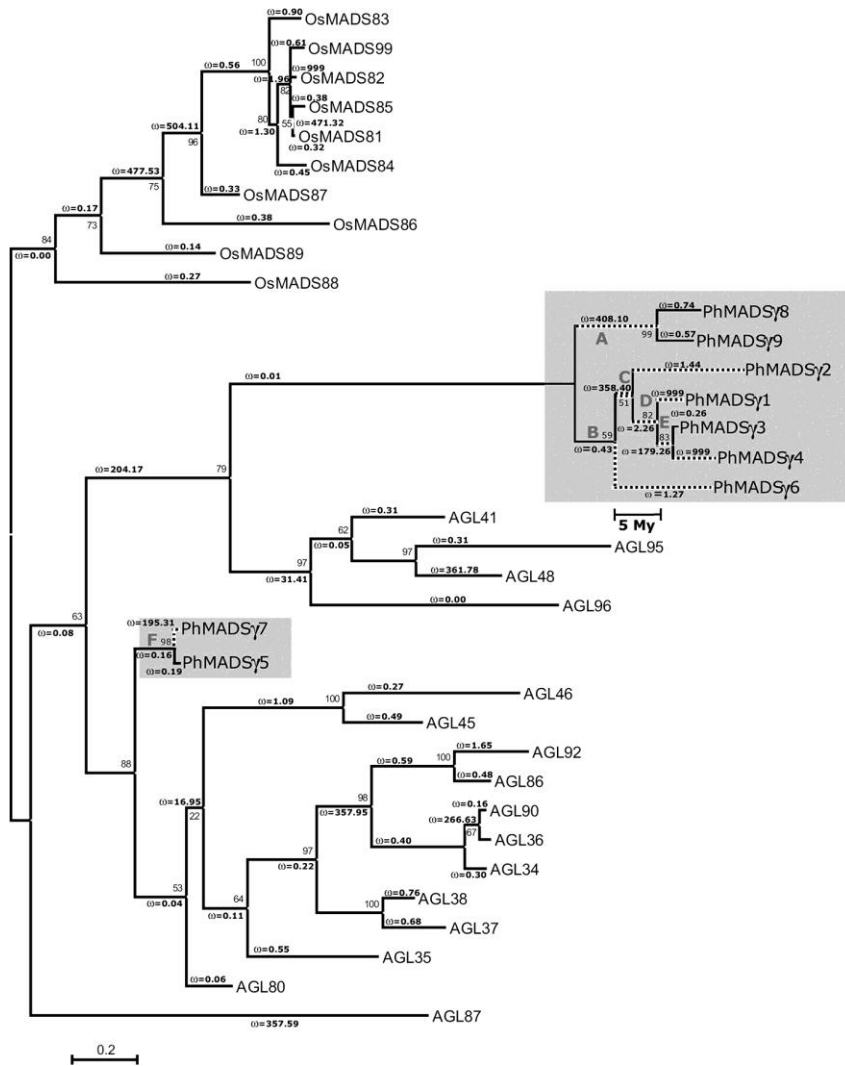 ω=0.90
OsMADS83
ω=0.61
OsMADS99
100
ω=0.56
ω=999
ω=1.96
OsMADS82
82
ω=0.38
OsMADS85
80
55
ω=471.32
ω=504.11
ω=1.30
OsMADS81
96
ω=0.32
OsMADS84
ω=0.45
ω=477.53
75
ω=0.33
OsMADS87
ω=0.17
73
ω=0.38
OsMADS86
84
ω=0.14
OsMADS89
ω=0.00
ω=0.27
OsMADS88
ω=0.74
PhMADSγ8
ω=408.10
99
ω=0.57
A
PhMADSγ9
ω=1.44
C
PhMADSγ2
ω=0.01
ω=358.40
51
D
ω=999
PhMADSγ1
82
ω=0.26
E
PhMADSγ3
B
59
ω=2.26
83
ω=0.43
ω=179.26
ω=999
PhMADSγ4
PhMADSγ6
ω=1.27
5 My
79
ω=204.17
ω=0.31
AGL41
62
ω=0.05
ω=0.31
AGL95
97
97
ω=31.41
ω=361.78
AGL48
ω=0.00
AGL96
63
ω=0.08
ω=195.31
PhMADSγ7
F
98
ω=0.16
PhMADSγ5
ω=0.19
ω=0.27
AGL46
100
ω=1.09
ω=0.49
AGL45
88
ω=1.65
AGL92
100
ω=0.59
ω=0.48
AGL86
98
ω=16.95
22
ω=357.95
ω=0.16
AGL90
ω=266.63
67
AGL36
ω=0.40
97
ω=0.22
AGL34
ω=0.30
53
ω=0.04
64
ω=0.11
ω=0.76
AGL38
100
ω=0.68
AGL37
ω=0.55
AGL35
ω=0.06
AGL80
AGL87
ω=357.59
0.2